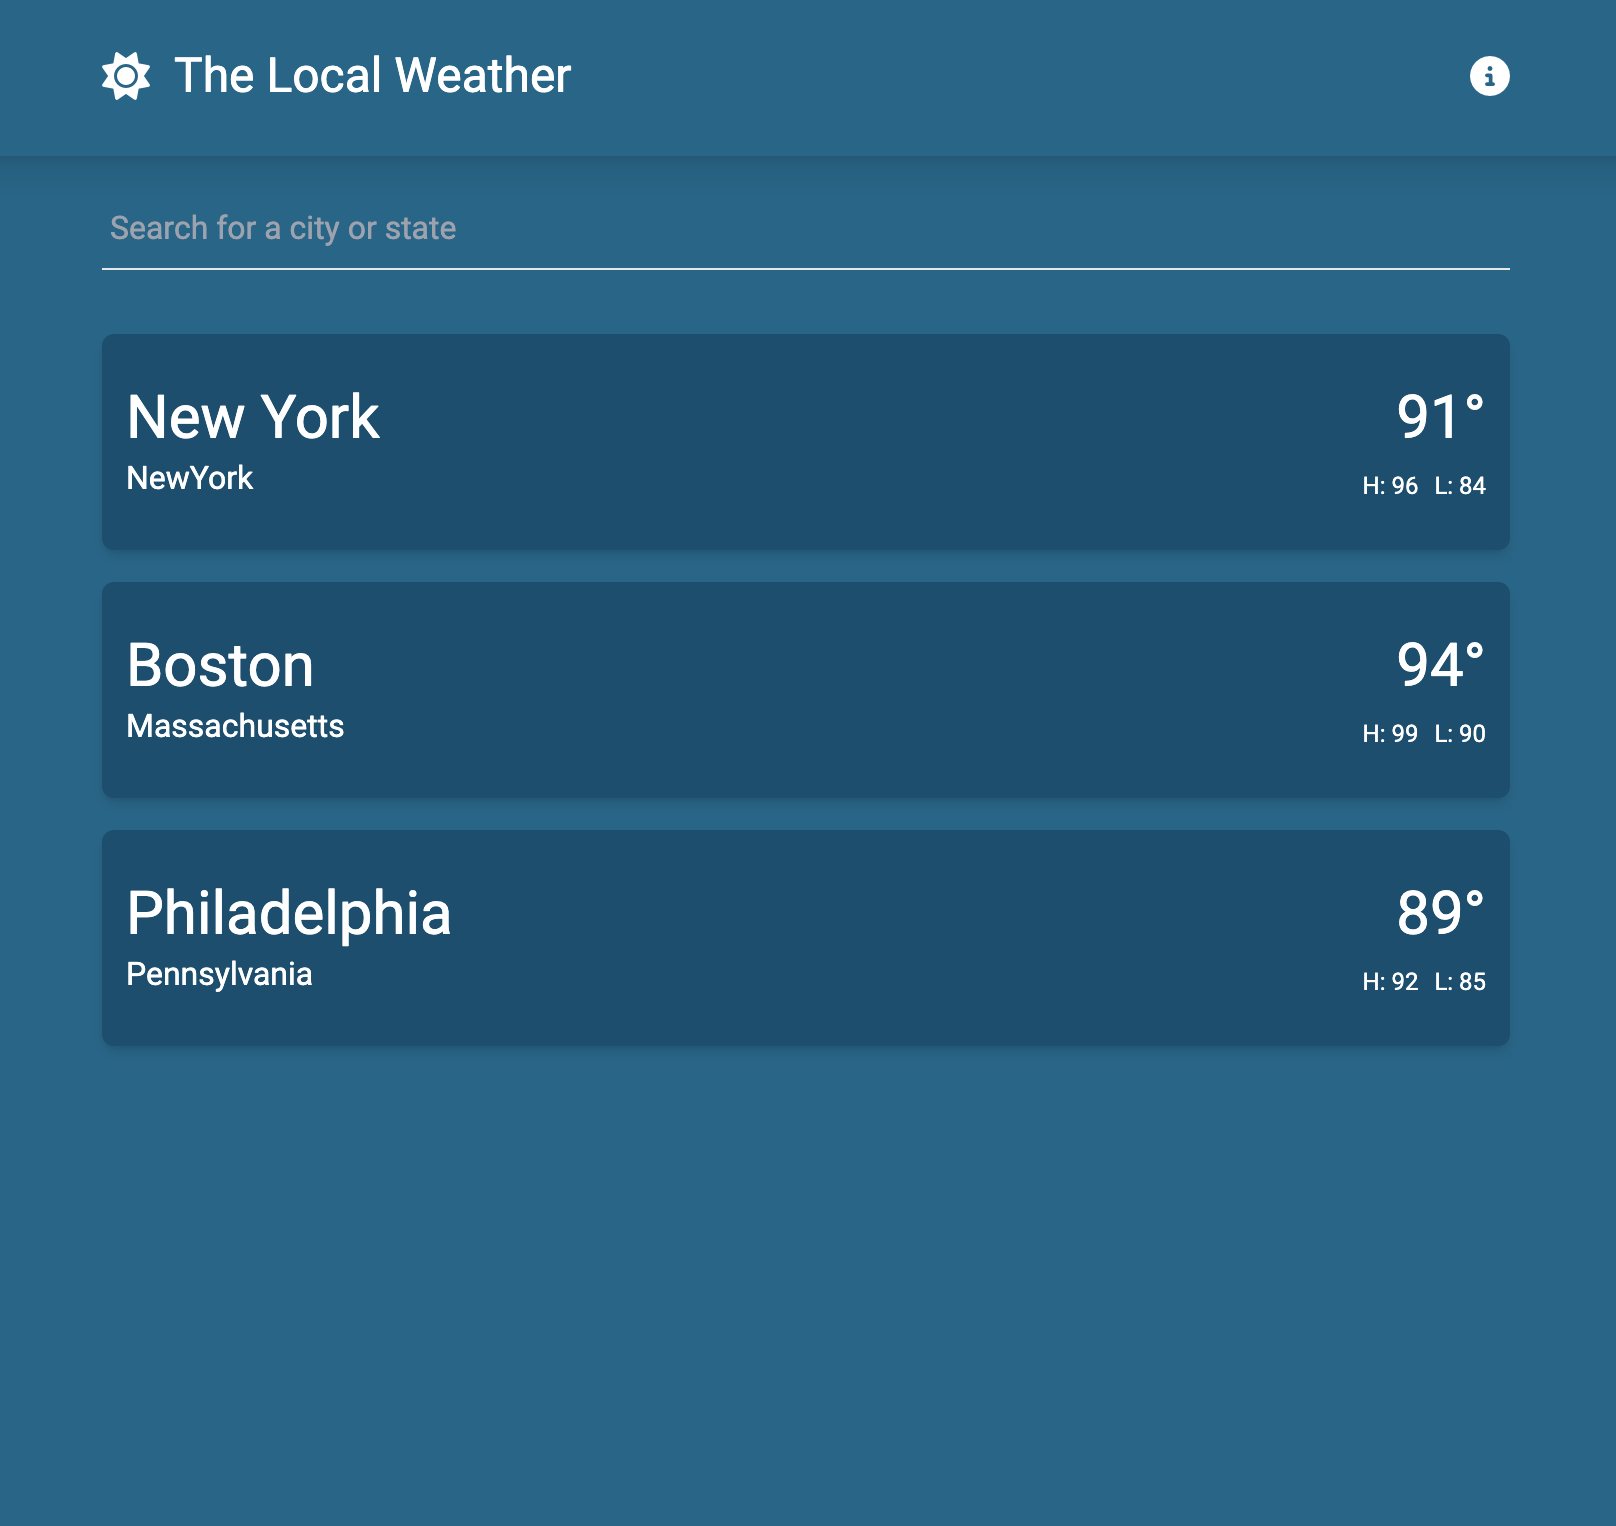 The Local Weather
Search for a city or state
New York
91°
NewYork
H: 96 L: 84
Boston
94°
Massachusetts
H: 99 L: 90
Philadelphia
89°
Pennsylvania
H: 92 L: 85